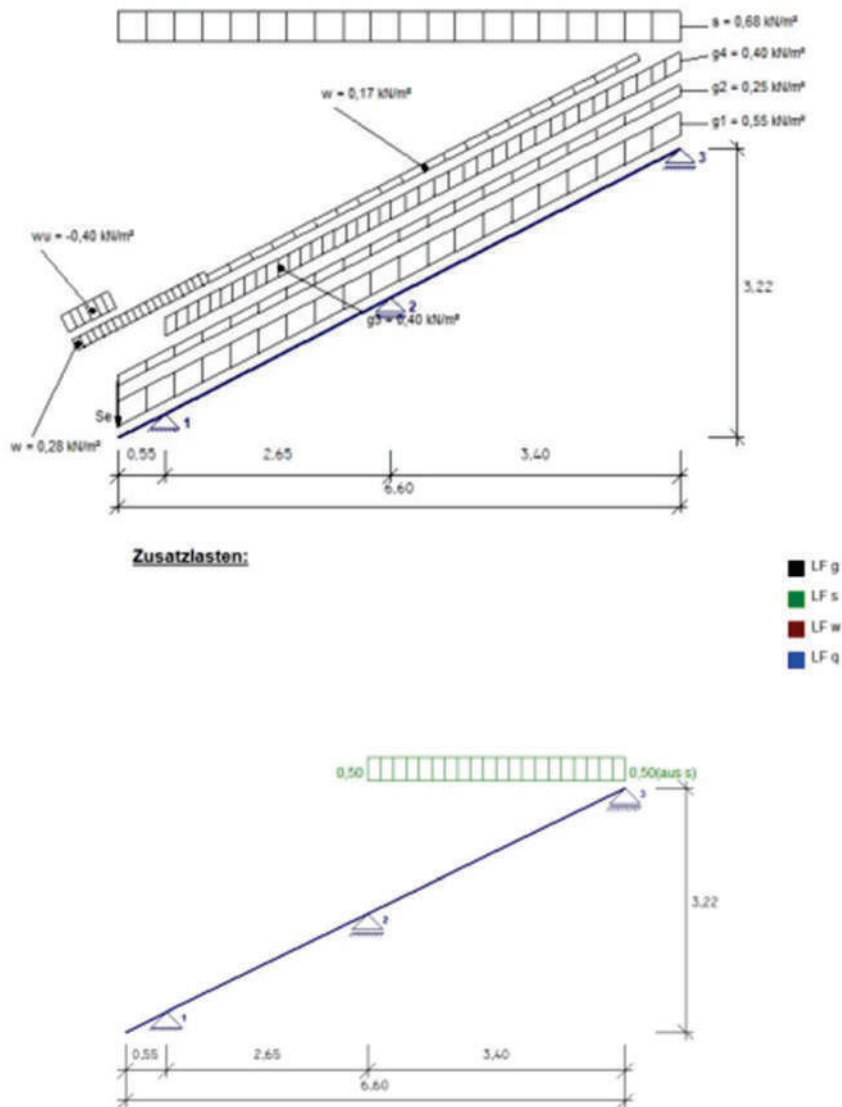 s = 0,68 kN/m²
g4 = 0,40 kN/m²
w = 0,17 kN/m²
g2 = 0,25 kN/m²
g1 = 0,55 kN/m²
3
wu = -0,40 kN/m²
3,22
2
g3 = 0,40 kN/m²
Se
1
w = 0,28 kN/m²
0,55
2,65
3,40
6,60
Zusatzlasten:
LF g
LF s
LF w
LF q
0,50
0,50(aus s)
3
3,22
2
1
0,55
2,65
3,40
6,60